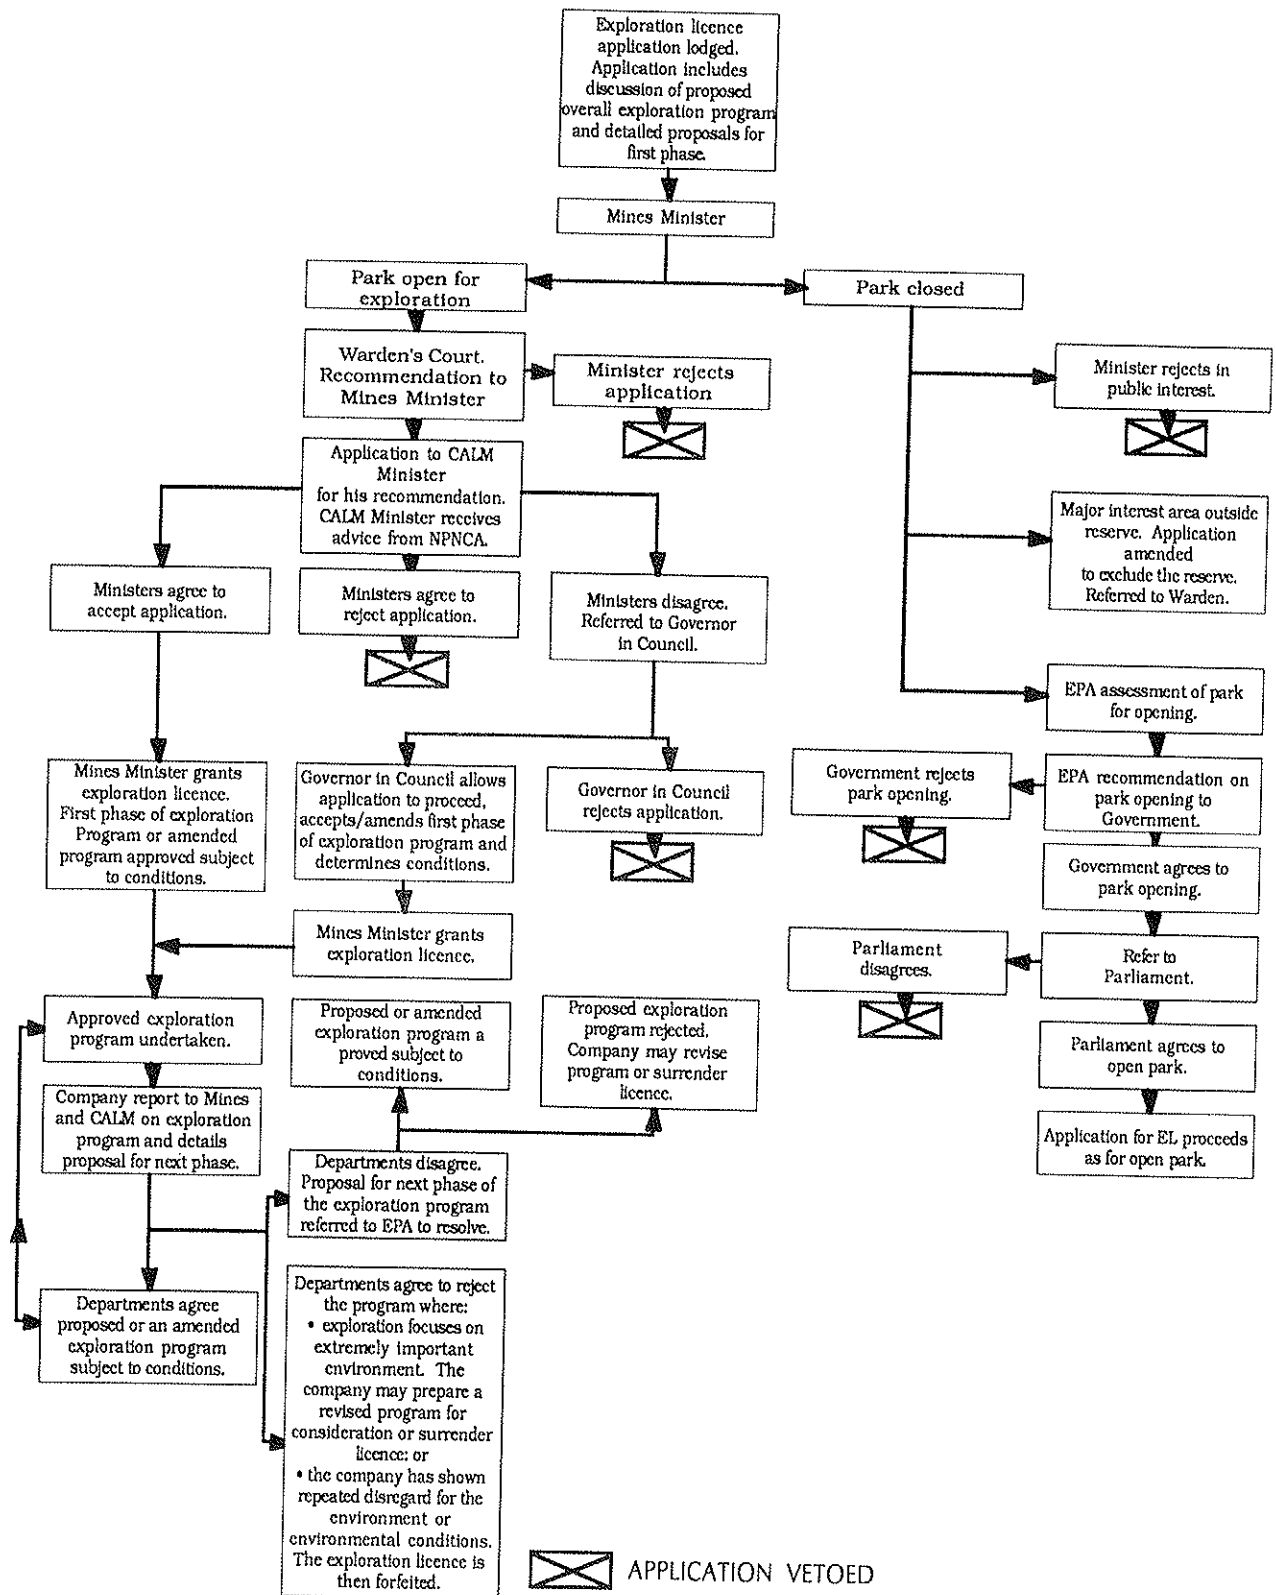 Exploration licence
application lodged.
Application includes
discussion of proposed
overall exploration program
and detailed proposals for
first phase.
Mines Minister
Park open for
exploration
Park closed
Warden's Court.
Recommendation to
Mines Minister
Minister rejects
application
Minister rejects in
public interest.
Application to CALM
Minister
for his recommendation.
CALM Minister receives
advice from NPNCA.
Major interest area outside
reserve. Application
amended
to exclude the reserve.
Referred to Warden.
Ministers agree to
accept application.
Ministers agree to
reject application.
Ministers disagree.
Referred to Governor
in Council.
EPA assessment of park
for opening.
Mines Minister grants
exploration licence.
First phase of exploration
Program or amended
program approved subject
to conditions.
Governor in Council allows
application to proceed,
accepts/amends first phase
of exploration program and
determines conditions.
Governor in Council
rejects application.
Government rejects
park opening.
EPA recommendation on
park opening to
Government.
Government agrees to
park opening.
Mines Minister grants
exploration licence.
Parliament
disagrees.
Refer to
Parliament.
Approved exploration
program undertaken.
Proposed or amended
exploration program a
proved subject to
conditions.
Proposed exploration
program rejected.
Company may revise
program or surrender
licence.
Parliament agrees to
open park.
Company report to Mines
and CALM on exploration
program and details
proposal for next phase.
Application for EL proceeds
as for open park.
Departments disagree.
Proposal for next phase of
the exploration program
referred to EPA to resolve.
Departments agree
proposed or an amended
exploration program
subject to conditions.
Departments agree to reject
the program where:
• exploration focuses on
extremely important
environment. The
company may prepare a
revised program for
consideration or surrender
licence: or
• the company has shown
repeated disregard for the
environment or
environmental conditions.
The exploration licence is
then forfeited.
APPLICATION VETOED